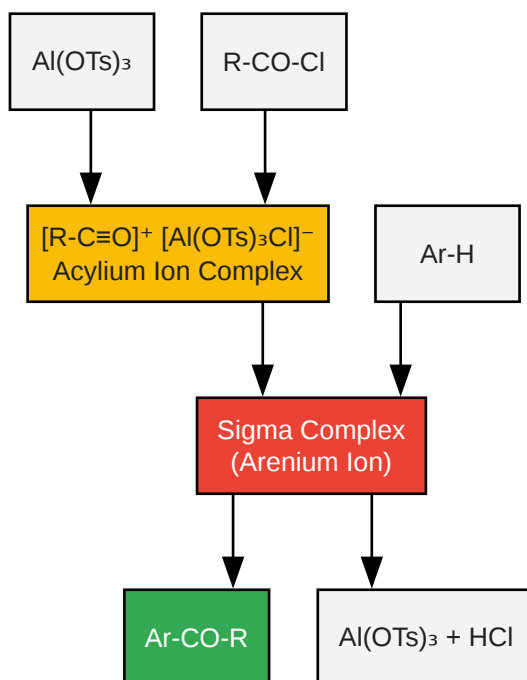 Al(OTs)₃
R-CO-Cl
[R-C≡O]⁺ [Al(OTs)₃Cl]⁻
Acylium Ion Complex
Ar-H
Sigma Complex
(Arenium Ion)
Ar-CO-R
Al(OTs)₃ + HCl